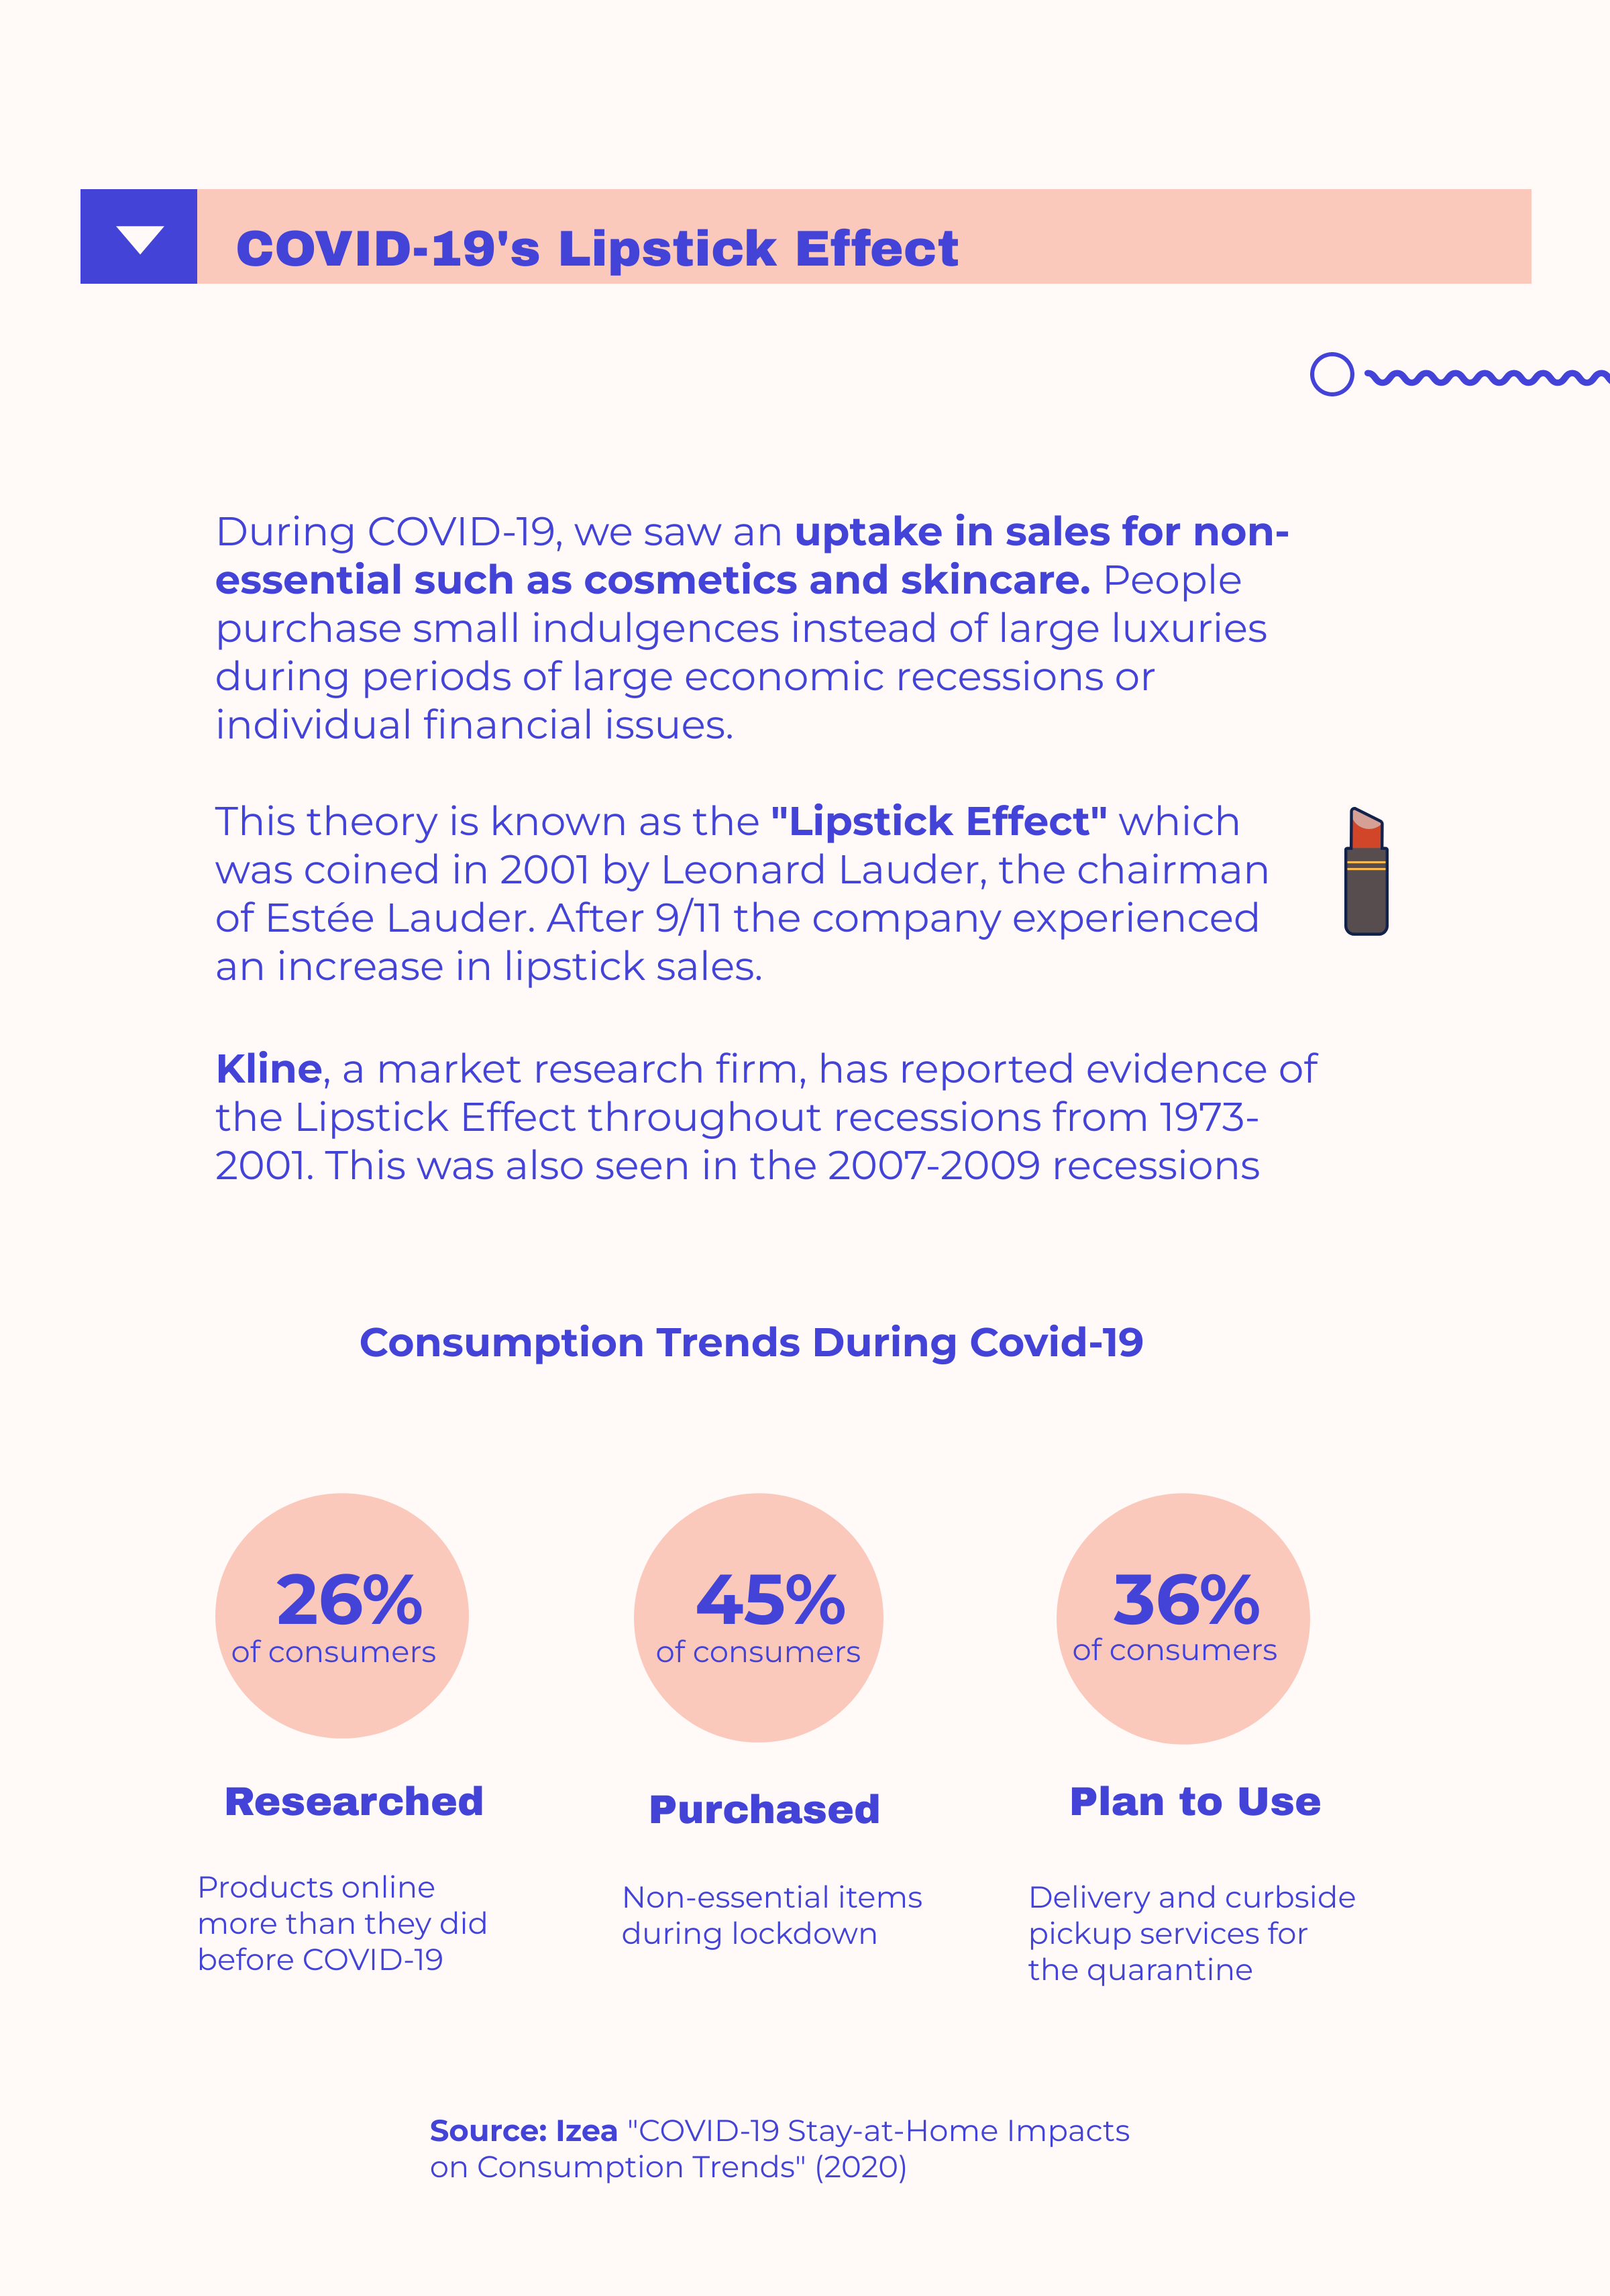 COVID-19's Lipstick Effect
During COVID-19, we saw an uptake in sales for non-
essential such as cosmetics and skincare. People
purchase small indulgences instead of large luxuries
during periods of large economic recessions or
individual financial issues.
This theory is known as the "Lipstick Effect" which
was coined in 2001 by Leonard Lauder, the chairman
of Estée Lauder. After 9/11 the company experienced
an increase in lipstick sales.
Kline, a market research firm, has reported evidence of
the Lipstick Effect throughout recessions from 1973-
2001. This was also seen in the 2007-2009 recessions
Consumption Trends During Covid-19
26%
of consumers
Researched
Products online
more than they did
before COVID-19
45%
of consumers
Purchased
Non-essential items
during lockdown
36%
of consumers
Plan to Use
Delivery and curbside
pickup services for
the quarantine
Source: Izea "COVID-19 Stay-at-Home Impacts
on Consumption Trends" (2020)